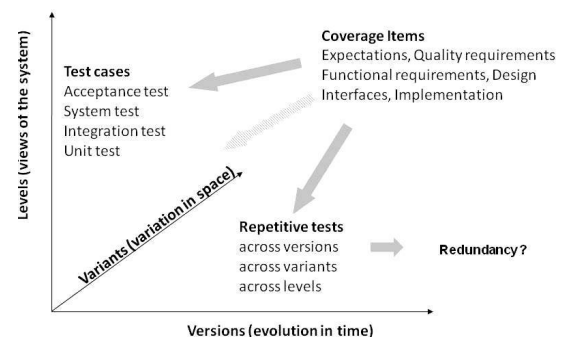 Levels (views of the system)
Test cases
Acceptance test
System test
Integration test
Unit test
Coverage Items
Expectations, Quality requirements
Functional requirements, Design
Interfaces, Implementation
Variants (variation in space)
Repetitive tests
across versions
across variants
across levels
Redundancy?
Versions (evolution in time)